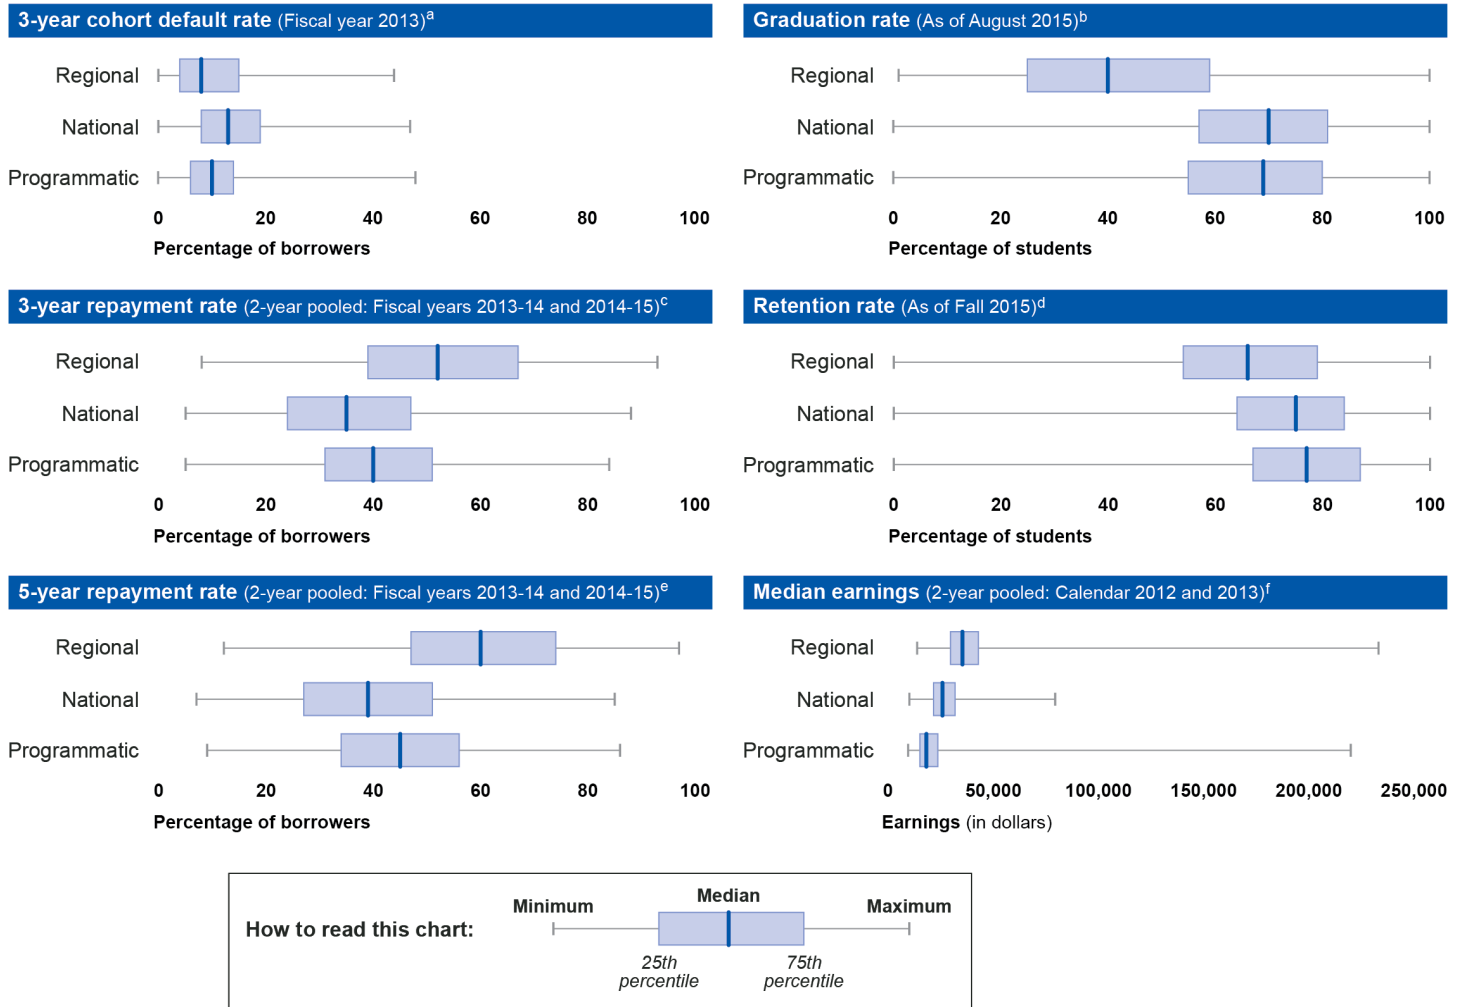 3-year cohort default rate (Fiscal year 2013)a
Regional
National
Programmatic
0 20 40 60 80 100
Percentage of borrowers
Graduation rate (As of August 2015)b
Regional
National
Programmatic
0 20 40 60 80 100
Percentage of students
3-year repayment rate (2-year pooled: Fiscal years 2013-14 and 2014-15)c
Regional
National
Programmatic
0 20 40 60 80 100
Percentage of borrowers
Retention rate (As of Fall 2015)d
Regional
National
Programmatic
0 20 40 60 80 100
Percentage of students
5-year repayment rate (2-year pooled: Fiscal years 2013-14 and 2014-15)e
Regional
National
Programmatic
0 20 40 60 80 100
Percentage of borrowers
Median earnings (2-year pooled: Calendar 2012 and 2013)f
Regional
National
Programmatic
0 50,000 100,000 150,000 200,000 250,000
Earnings (in dollars)
How to read this chart:
Minimum
Median
Maximum
25th
percentile
75th
percentile